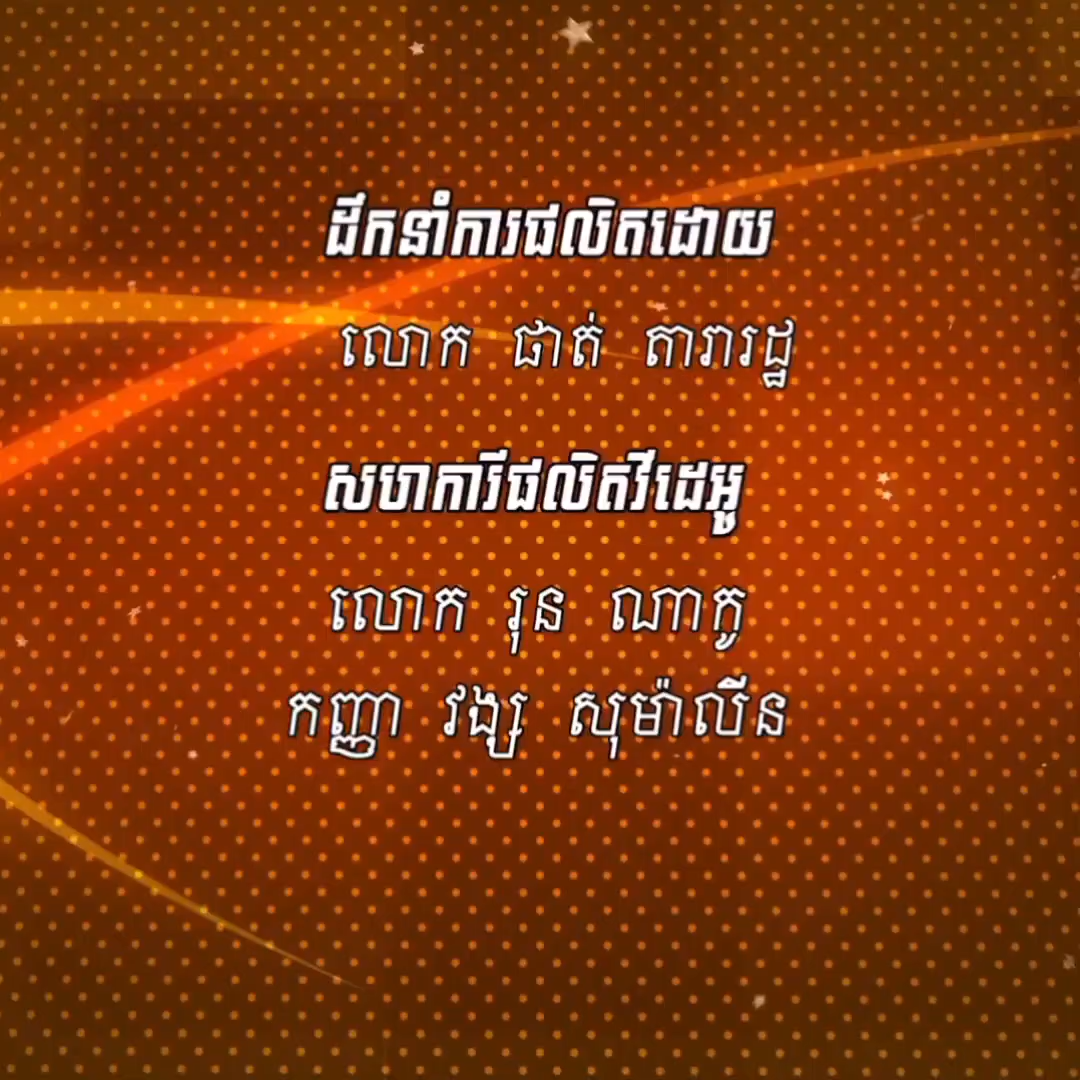 ដឹកនាំការផលិតដោយ
លោក ផាត់ តារារដ្ឋ
សហការីផលិតវីដេអូ
លោក រុន ណាកូ
កញ្ញា វង្ស សុម៉ាលីន